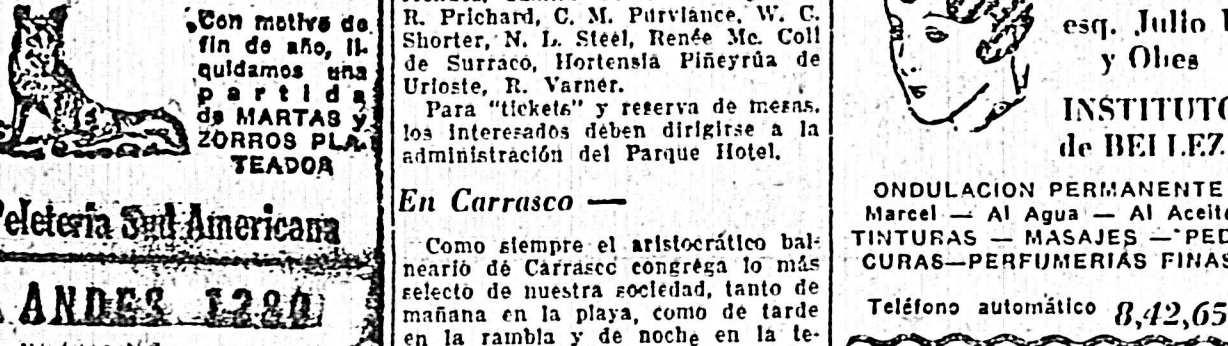 Con motivo de
fin de año, li-
quidamos una
partida
de MARTAS y
ZORROS PLA-
TEADOS
Peletería Sud Americana
ANDES 1280
R. Prichard, C. M. Purviance, W. C.
Shorter, N. L. Steel, Renée Mc. Coll
de Surraco, Hortensia Piñeyrúa de
Urioste, R. Varner.
Para "tickets" y reserva de mesas,
los interesados deben dirigirse a la
administración del Parque Hotel.
En Carrasco —
Como siempre el aristocrático bal-
neario de Carrasco congrega lo más
selecto de nuestra sociedad, tanto de
mañana en la playa, como de tarde
en la rambla y de noche en la te-
esq. Julio
y Obes
INSTITUTO
de BELLEZ
ONDULACION PERMANENTE
Marcel — Al Agua — Al Aceite
TINTURAS — MASAJES — PED
CURAS—PERFUMERIAS FINAS
Teléfono automático 8,42,65